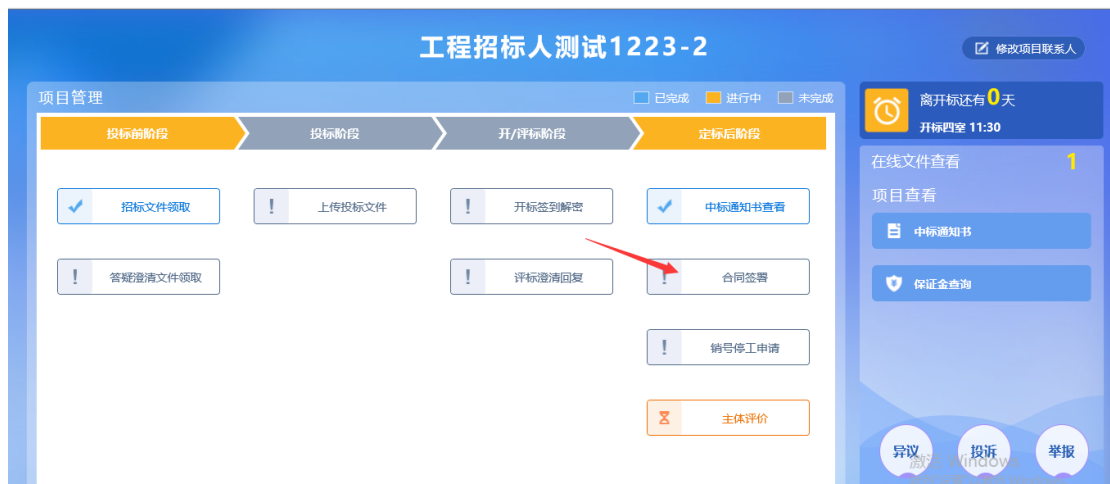 工程招标人测试1223-2
修改项目联系人
项目管理
已完成 进行中 未完成
投标前阶段 投标阶段 开/评标阶段 定标后阶段
招标文件领取 上传投标文件 开标签到解密 中标通知书查看
答疑澄清文件领取 评标澄清回复 合同签署
销号停工申请
主体评价
离开标还有0天
开标四室 11:30
在线文件查看 1
项目查看
中标通知书
保证金查询
异议 投诉 举报
激活 Windows